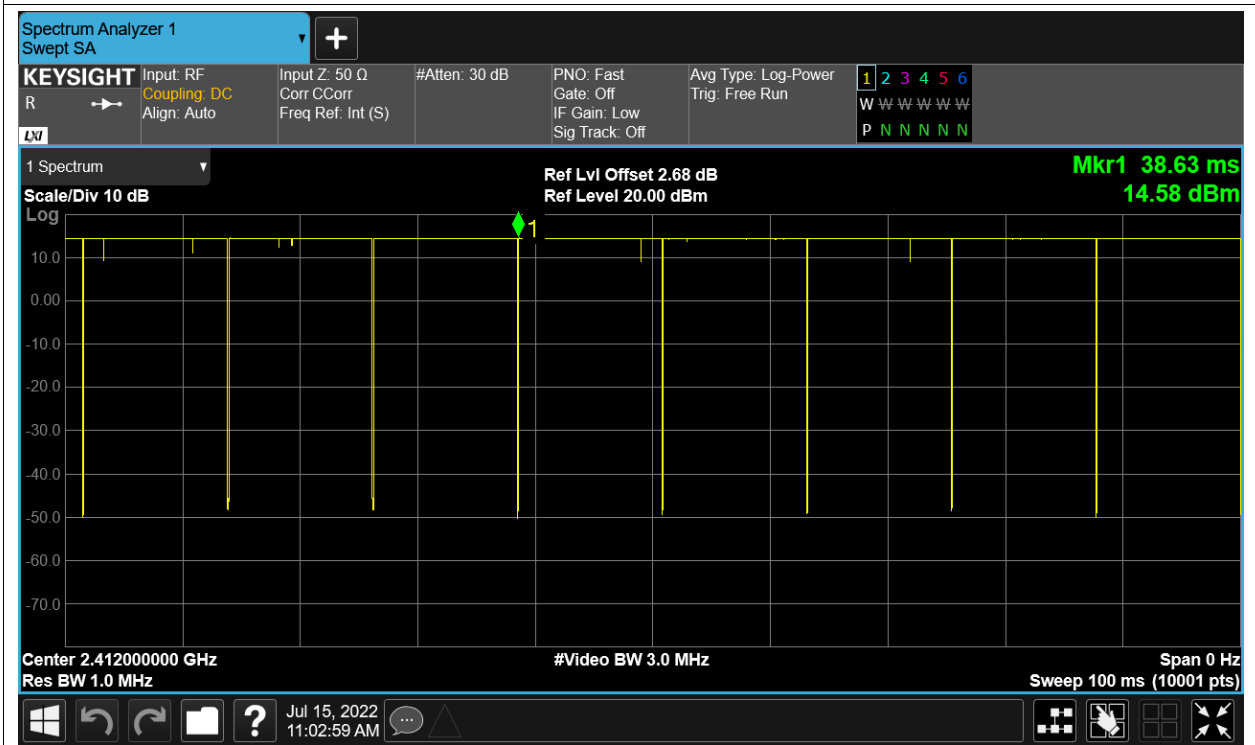 Spectrum Analyzer 1
Swept SA
KEYSIGHT
R
LXI
Input: RF
Coupling: DC
Align: Auto
Input Z: 50 Ω
Corr CCorr
Freq Ref: Int (S)
#Atten: 30 dB
PNO: Fast
Gate: Off
IF Gain: Low
Sig Track: Off
Avg Type: Log-Power
Trig: Free Run
1 2 3 4 5 6
W W W W W W
P N N N N N
1 Spectrum
Scale/Div 10 dB
Ref Lvl Offset 2.68 dB
Ref Level 20.00 dBm
Mkr1 38.63 ms
14.58 dBm
Log
1
10.0
0.00
-10.0
-20.0
-30.0
-40.0
-50.0
-60.0
-70.0
Center 2.412000000 GHz
#Video BW 3.0 MHz
Span 0 Hz
Res BW 1.0 MHz
Sweep 100 ms (10001 pts)
?
Jul 15, 2022
11:02:59 AM